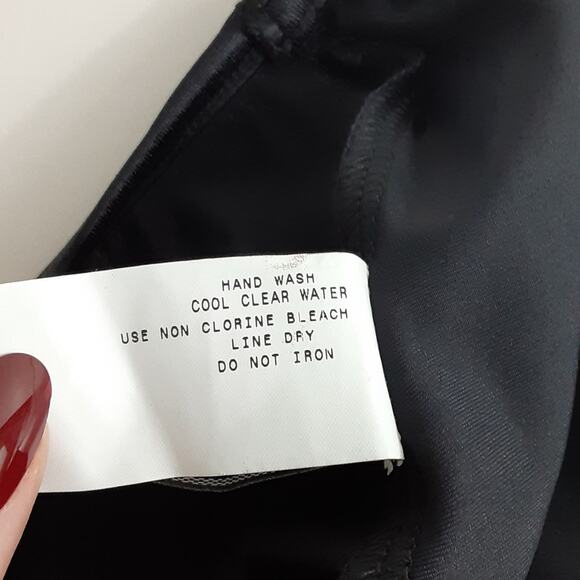 HAND WASH
COOL CLEAR WATER
USE NON CLORINE BLEACH
LINE DRY
DO NOT IRON